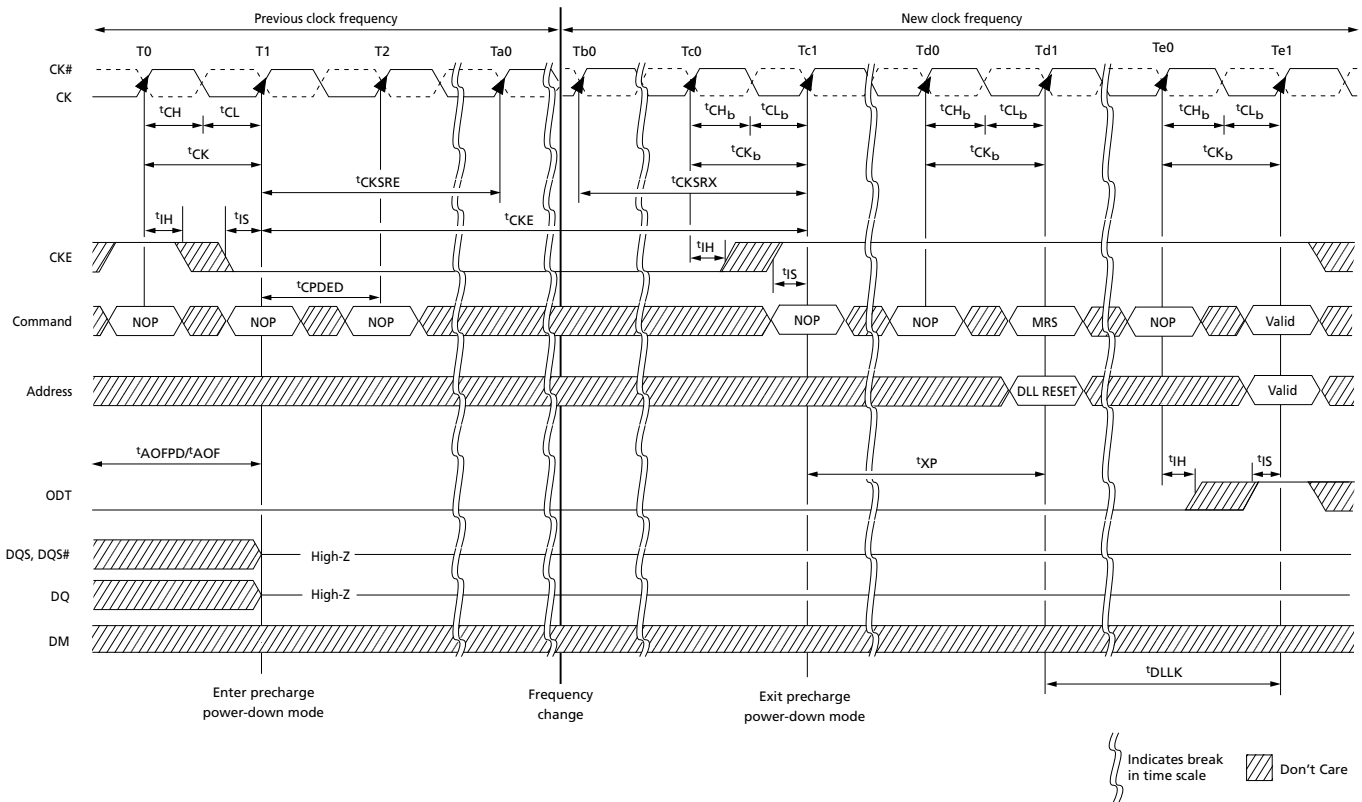 Previous clock frequency New clock frequency
T0 T1 T2 Ta0 Tb0 Tc0 Tc1 Td0 Td1 Te0 Te1
CK#
CK
tCH tCL tCHb tCLb tCHb tCLb tCHb tCLb
tCK tCKb tCKb tCKb
tCKSRE tCKSRX
tIH tIS tCKE
CKE tIH
tIS
tCPDED
Command NOP NOP NOP NOP NOP MRS NOP Valid
Address DLL RESET Valid
tAOFPD/tAOF tXP tIH tIS
ODT
DQS, DQS# High-Z
DQ High-Z
DM
tDLLK
Enter precharge
power-down mode
Frequency
change
Exit precharge
power-down mode
Indicates break
in time scale
Don't Care